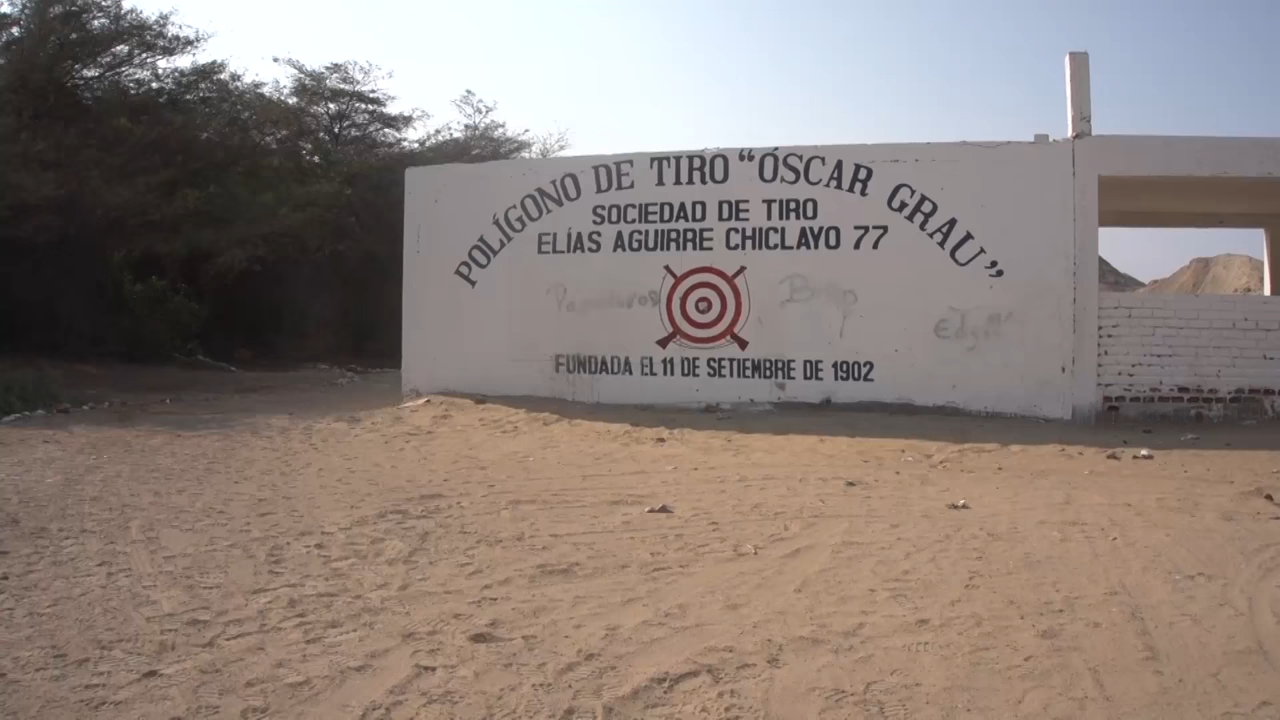 POLÍGONO DE TIRO "ÓSCAR GRAU"
SOCIEDAD DE TIRO
ELÍAS AGUIRRE CHICLAYO 77
FUNDADA EL 11 DE SETIEMBRE DE 1902